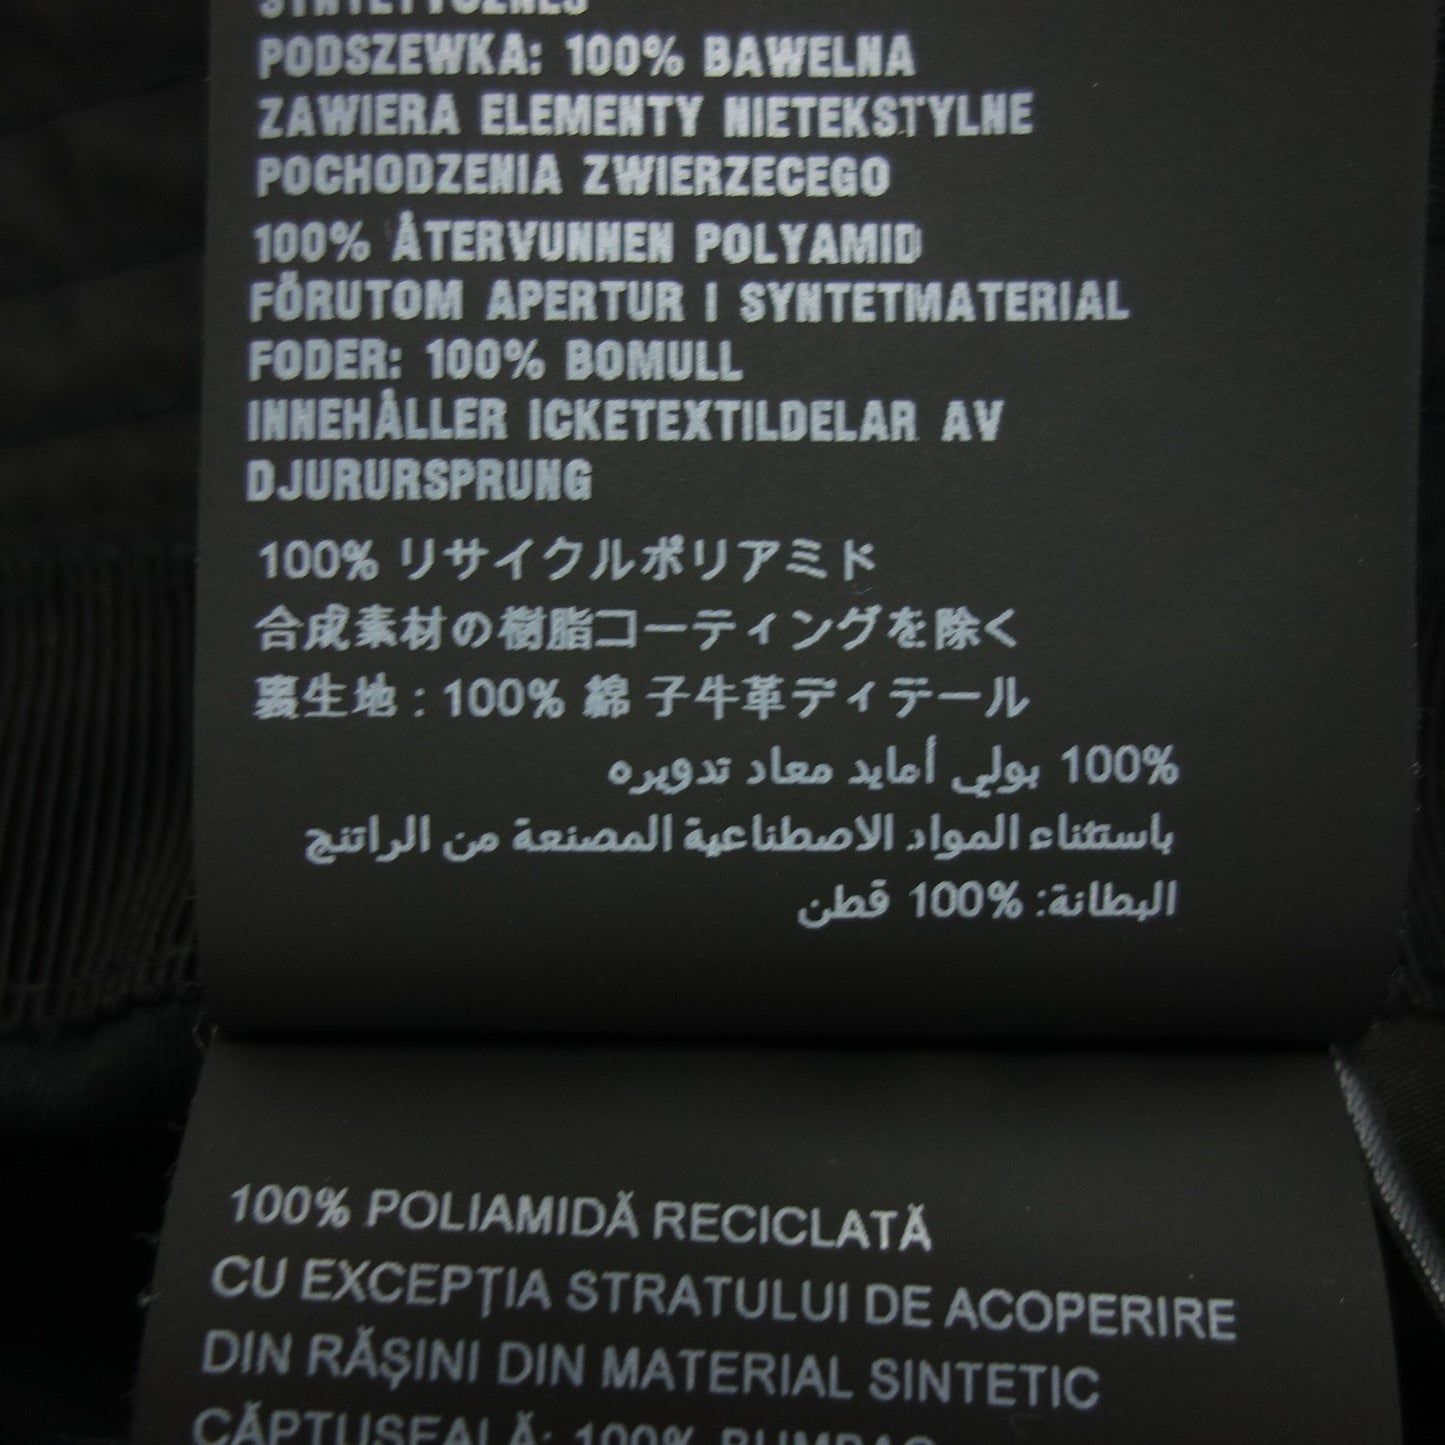 SYNTETYCZNEJ
PODSZEWKA: 100% BAWELNA
ZAWIERA ELEMENTY NIETEKSTYLNE
POCHODZENIA ZWIERZECEGO
100% ÅTERVUNNEN POLYAMID
FÖRUTOM APERTUR I SYNTETMATERIAL
FODER: 100% BOMULL
INNEHÅLLER ICKETEXTILDELAR AV
DJURURSPRUNG
100% リサイクルポリアミド
合成素材の樹脂コーティングを除く
裏生地 : 100% 綿 子牛革ディテール
100% بولي أمايد معاد تدويره
باستثناء المواد الاصطناعية المصنعة من الراتنج
البطانة: 100% قطن
100% POLIAMIDĂ RECICLATĂ
CU EXCEPȚIA STRATULUI DE ACOPERIRE
DIN RĂȘINI DIN MATERIAL SINTETIC
CĂPTUȘEALĂ: 100% BUMBAC